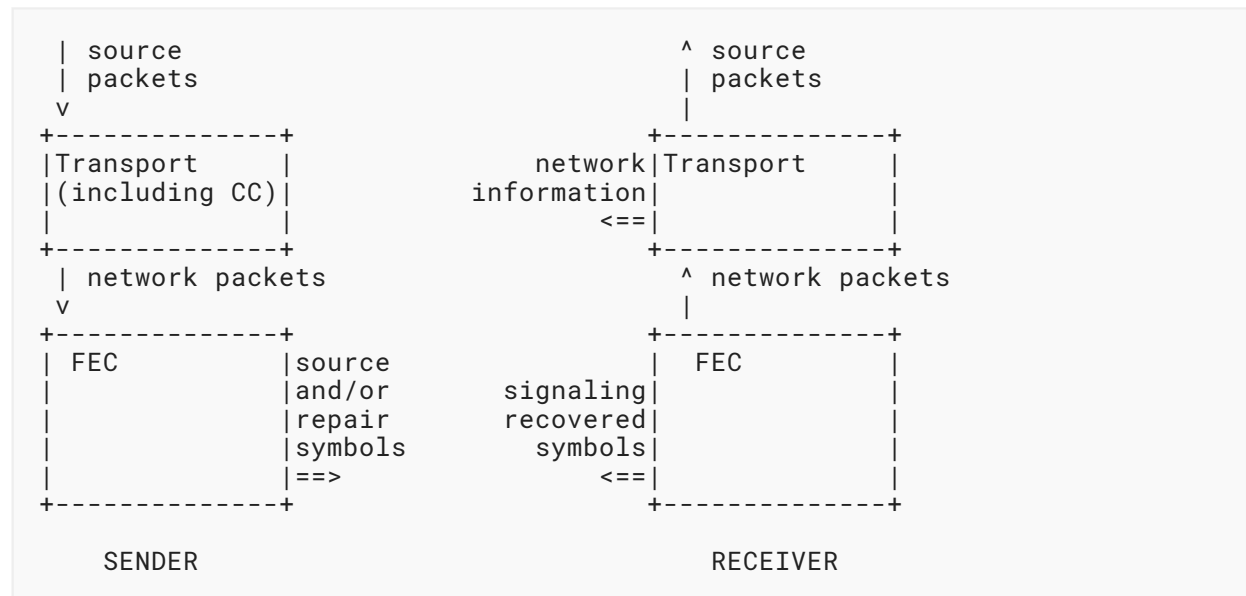 | source                               ^ source
 | packets                              | packets
 v                                      |
+--------------+                      +--------------+
|Transport     |               network|Transport     |
|(including CC)|           information|              |
|              |                   <==|              |
+--------------+                      +--------------+
 | network packets                      ^ network packets
 v                                      |
+--------------+                      +--------------+
| FEC          |source                |  FEC         |
|              |and/or       signaling|              |
|              |repair       recovered|              |
|              |symbols        symbols|              |
|              |==>                <==|              |
+--------------+                      +--------------+
    SENDER                                RECEIVER